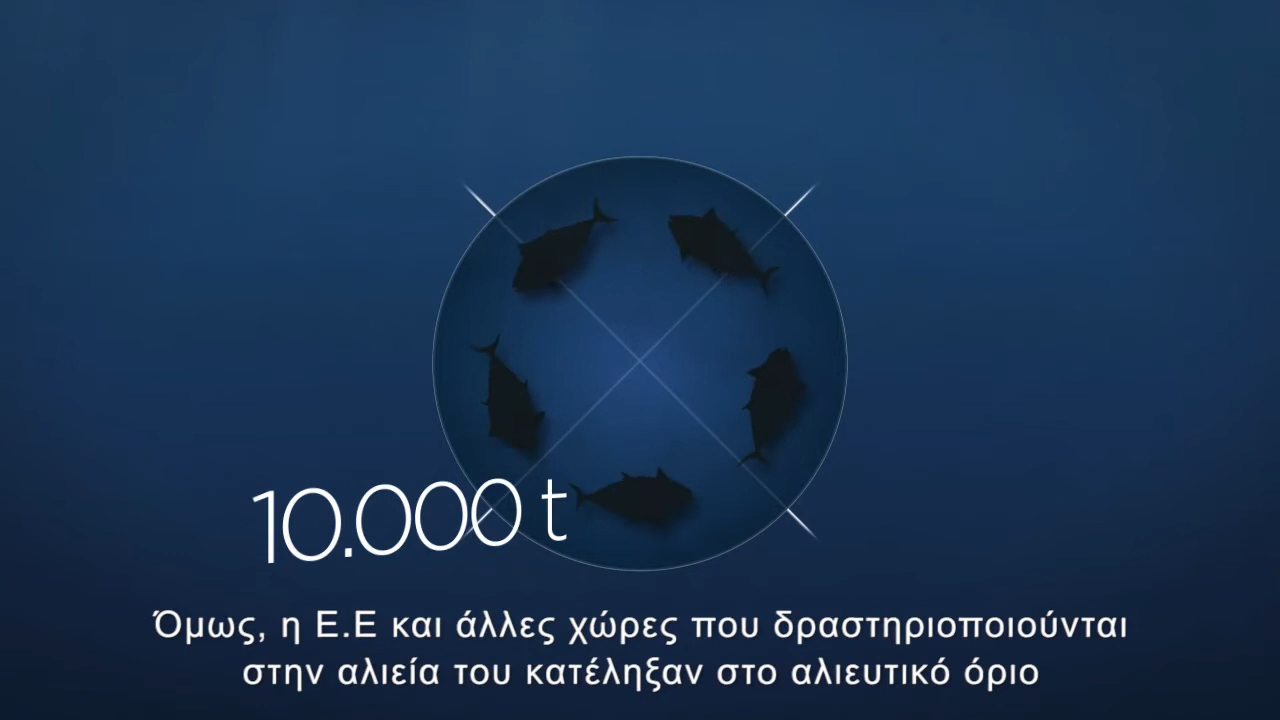 10.000 t
Όμως, η Ε.Ε και άλλες χώρες που δραστηριοποιούνται
στην αλιεία του κατέληξαν στο αλιευτικό όριο